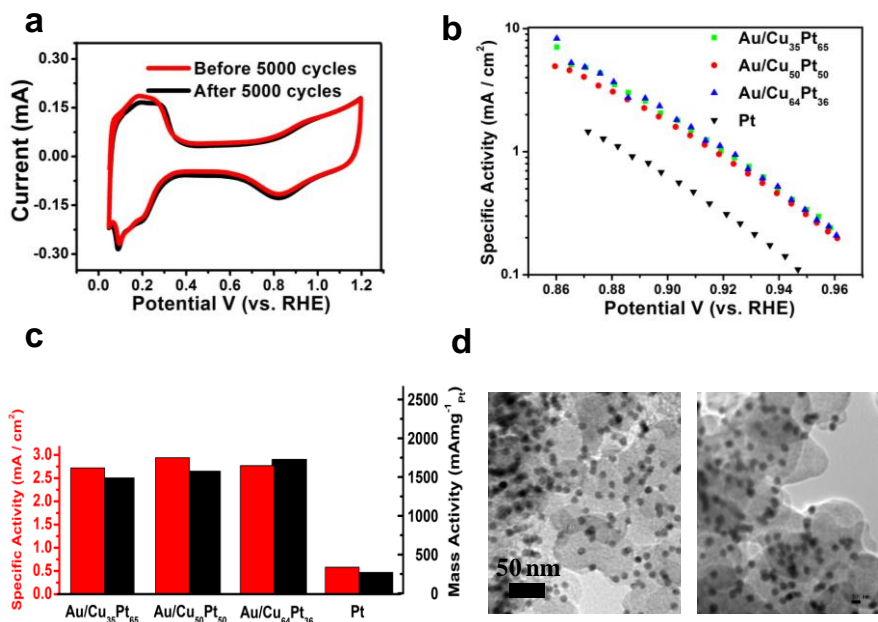 a
0.30
0.15
0.00
-0.15
-0.30
Current (mA)
Before 5000 cycles
After 5000 cycles
0.0 0.2 0.4 0.6 0.8 1.0 1.2
Potential V (vs. RHE)
b
10
1
0.1
Specific Activity (mA / cm²)
Au/Cu₃₅Pt₆₅
Au/Cu₅₀Pt₅₀
Au/Cu₆₄Pt₃₆
Pt
0.86 0.88 0.90 0.92 0.94 0.96
Potential V (vs. RHE)
c
3.0
2.5
2.0
1.5
1.0
0.5
0.0
Specific Activity (mA / cm²)
2500
2000
1750
1500
500
250
0
Mass Activity (mAmg⁻¹Pt)
Au/Cu₃₅Pt₆₅ Au/Cu₅₀Pt₅₀ Au/Cu₆₄Pt₃₆ Pt
d
50 nm